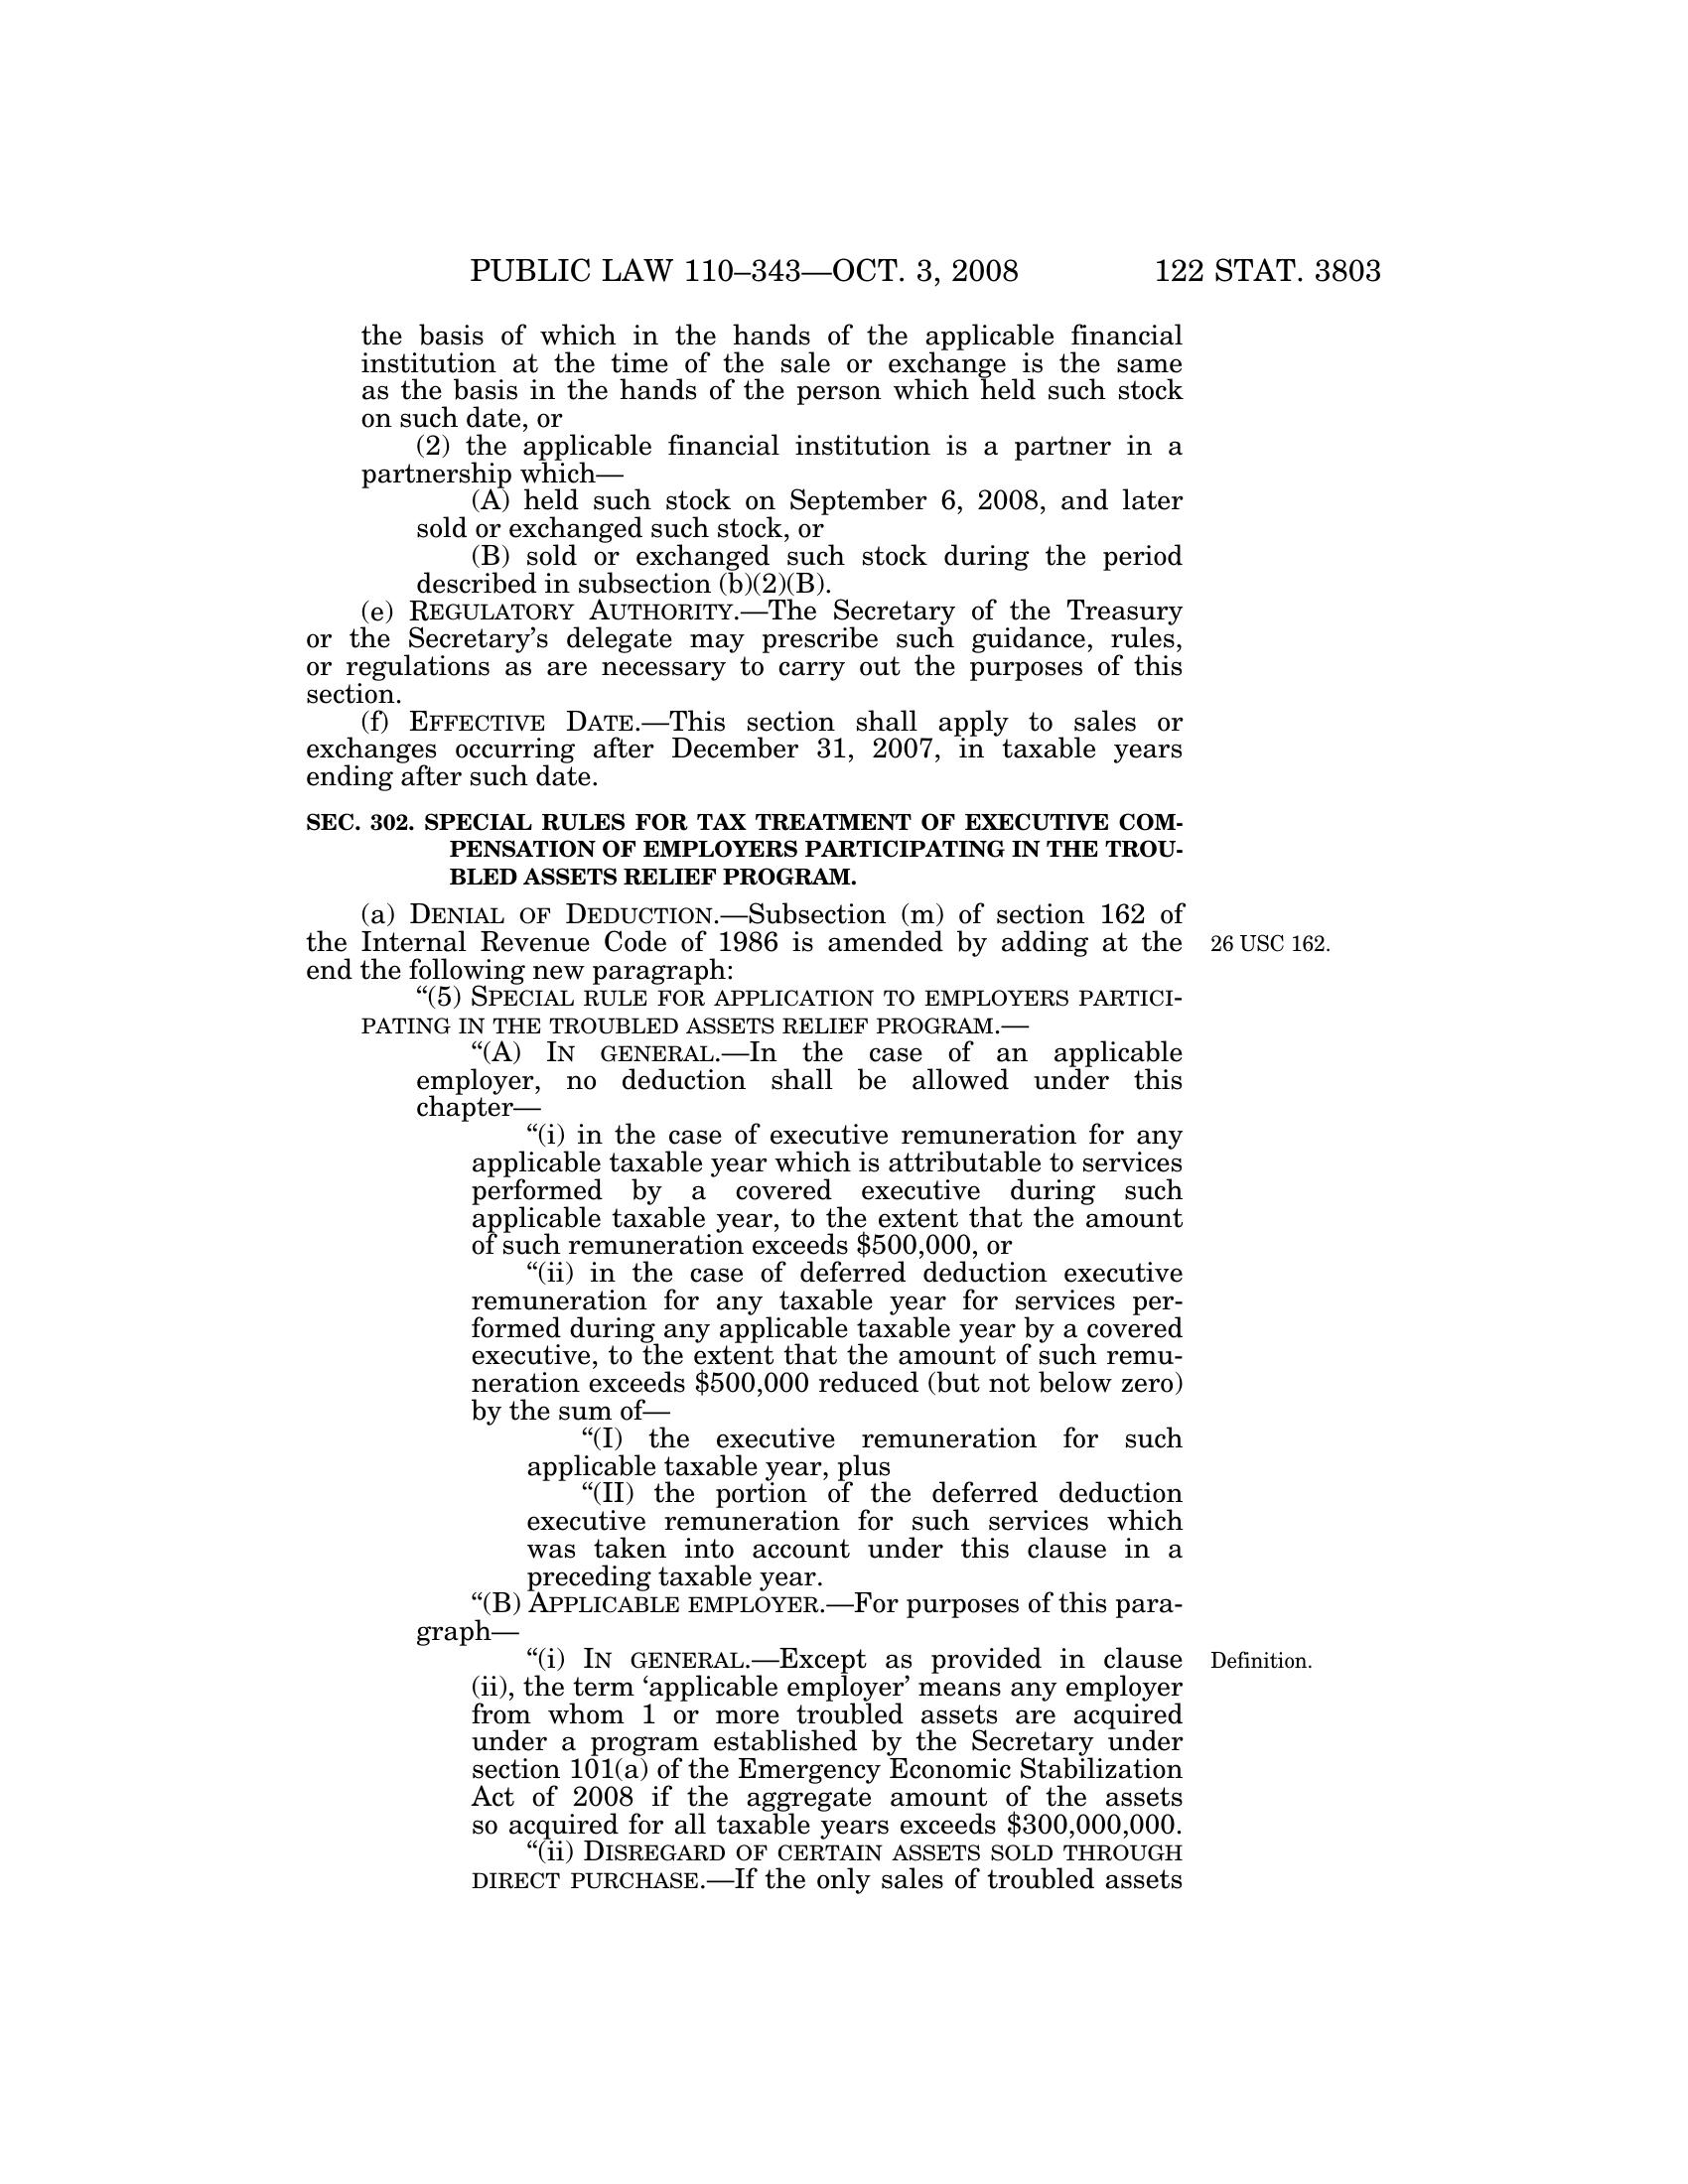 PUBLIC LAW 110–343—OCT. 3, 2008 122 STAT. 3803
the basis of which in the hands of the applicable financial
institution at the time of the sale or exchange is the same
as the basis in the hands of the person which held such stock
on such date, or
(2) the applicable financial institution is a partner in a
partnership which—
(A) held such stock on September 6, 2008, and later
sold or exchanged such stock, or
(B) sold or exchanged such stock during the period
described in subsection (b)(2)(B).
(e) REGULATORY AUTHORITY.—The Secretary of the Treasury
or the Secretary’s delegate may prescribe such guidance, rules,
or regulations as are necessary to carry out the purposes of this
section.
(f) EFFECTIVE DATE.—This section shall apply to sales or
exchanges occurring after December 31, 2007, in taxable years
ending after such date.
SEC. 302. SPECIAL RULES FOR TAX TREATMENT OF EXECUTIVE COM-
PENSATION OF EMPLOYERS PARTICIPATING IN THE TROU-
BLED ASSETS RELIEF PROGRAM.
(a) DENIAL OF DEDUCTION.—Subsection (m) of section 162 of
the Internal Revenue Code of 1986 is amended by adding at the 26 USC 162.
end the following new paragraph:
“(5) SPECIAL RULE FOR APPLICATION TO EMPLOYERS PARTICI-
PATING IN THE TROUBLED ASSETS RELIEF PROGRAM.—
“(A) IN GENERAL.—In the case of an applicable
employer, no deduction shall be allowed under this
chapter—
“(i) in the case of executive remuneration for any
applicable taxable year which is attributable to services
performed by a covered executive during such
applicable taxable year, to the extent that the amount
of such remuneration exceeds $500,000, or
“(ii) in the case of deferred deduction executive
remuneration for any taxable year for services per-
formed during any applicable taxable year by a covered
executive, to the extent that the amount of such remu-
neration exceeds $500,000 reduced (but not below zero)
by the sum of—
“(I) the executive remuneration for such
applicable taxable year, plus
“(II) the portion of the deferred deduction
executive remuneration for such services which
was taken into account under this clause in a
preceding taxable year.
“(B) APPLICABLE EMPLOYER.—For purposes of this para-
graph—
“(i) IN GENERAL.—Except as provided in clause Definition.
(ii), the term ‘applicable employer’ means any employer
from whom 1 or more troubled assets are acquired
under a program established by the Secretary under
section 101(a) of the Emergency Economic Stabilization
Act of 2008 if the aggregate amount of the assets
so acquired for all taxable years exceeds $300,000,000.
“(ii) DISREGARD OF CERTAIN ASSETS SOLD THROUGH
DIRECT PURCHASE.—If the only sales of troubled assets